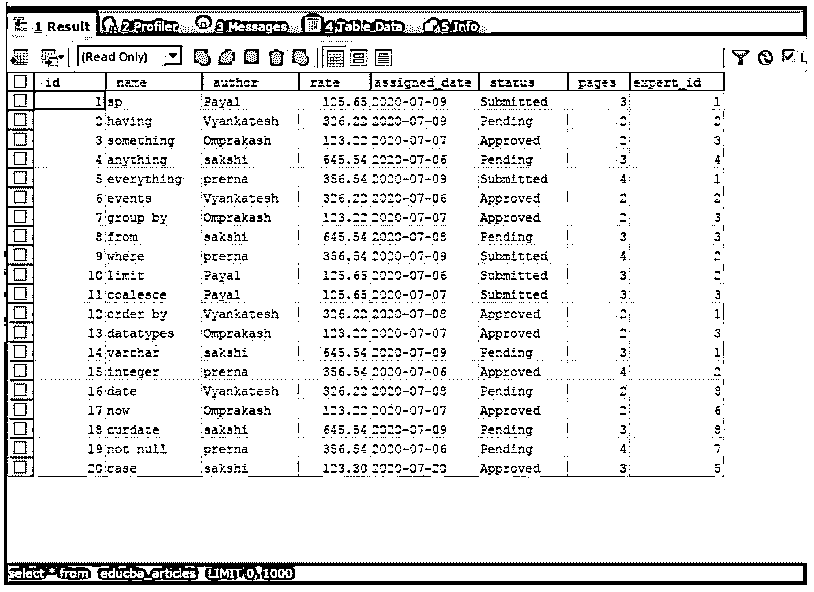 1 Result 2 Profiler 3 Messages 4 Table Data 5 Info
(Read Only)
id name author rate assigned_date status pages expert_id
1 sp Payal 125.65 2020-07-09 Submitted 3 1
2 having Vyankatesh 326.22 2020-07-09 Pending 2 2
3 something Omprakash 123.22 2020-07-07 Approved 2 3
4 anything sakshi 645.54 2020-07-06 Pending 3 4
5 everything prerna 356.54 2020-07-09 Submitted 4 1
6 events Vyankatesh 326.22 2020-07-06 Approved 2 2
7 group by Omprakash 123.22 2020-07-07 Approved 2 3
8 from sakshi 645.54 2020-07-08 Pending 3 3
9 where prerna 356.54 2020-07-09 Submitted 4 2
10 limit Payal 125.65 2020-07-06 Submitted 3 2
11 coalesce Payal 125.65 2020-07-07 Submitted 3 3
12 order by Vyankatesh 326.22 2020-07-08 Approved 2 1
13 datatypes Omprakash 123.22 2020-07-07 Approved 2 3
14 varchar sakshi 645.54 2020-07-09 Pending 3 1
15 integer prerna 356.54 2020-07-06 Approved 4 2
16 date Vyankatesh 326.22 2020-07-08 Pending 2
17 now Omprakash 123.22 2020-07-07 Approved 2 6
18 curdate sakshi 645.54 2020-07-09 Pending 3 8
19 not null prerna 356.54 2020-07-06 Pending 4 7
20 case sakshi 123.30 2020-07-20 Approved 3 5
select * from educba_articles LIMIT 0, 1000